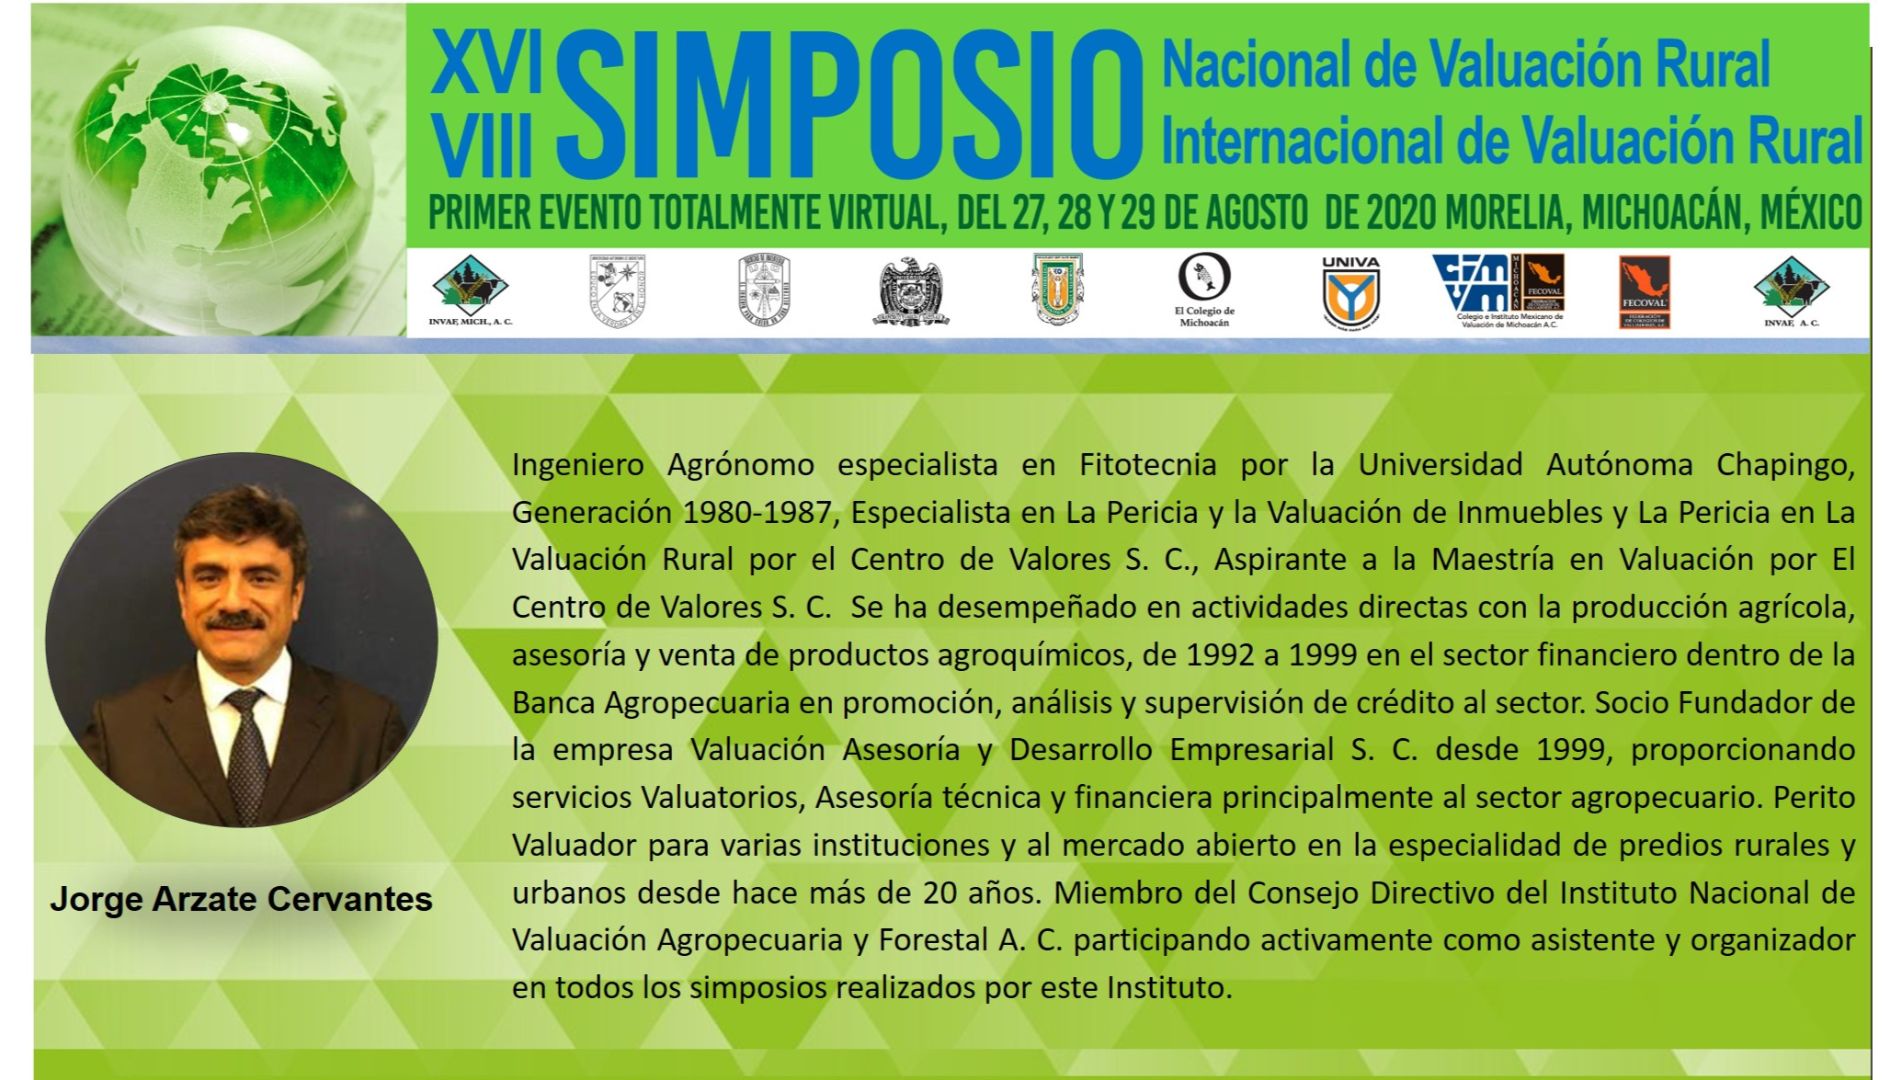 XVI
VIII
SIMPOSIO
Nacional de Valuación Rural
Internacional de Valuación Rural
PRIMER EVENTO TOTALMENTE VIRTUAL, DEL 27, 28 Y 29 DE AGOSTO DE 2020 MORELIA, MICHOACÁN, MÉXICO
INVAF, MICH., A. C.
El Colegio de
Michoacán
UNIVA
MICHOACAN
FECOVAL
Colegio e Instituto Mexicano de
Valuación de Michoacán A.C.
FECOVAL
INVAF, A. C.
Ingeniero Agrónomo especialista en Fitotecnia por la Universidad Autónoma Chapingo,
Generación 1980-1987, Especialista en La Pericia y la Valuación de Inmuebles y La Pericia en La
Valuación Rural por el Centro de Valores S. C., Aspirante a la Maestría en Valuación por El
Centro de Valores S. C. Se ha desempeñado en actividades directas con la producción agrícola,
asesoría y venta de productos agroquímicos, de 1992 a 1999 en el sector financiero dentro de la
Banca Agropecuaria en promoción, análisis y supervisión de crédito al sector. Socio Fundador de
la empresa Valuación Asesoría y Desarrollo Empresarial S. C. desde 1999, proporcionando
servicios Valuatorios, Asesoría técnica y financiera principalmente al sector agropecuario. Perito
Valuador para varias instituciones y al mercado abierto en la especialidad de predios rurales y
urbanos desde hace más de 20 años. Miembro del Consejo Directivo del Instituto Nacional de
Valuación Agropecuaria y Forestal A. C. participando activamente como asistente y organizador
en todos los simposios realizados por este Instituto.
Jorge Arzate Cervantes